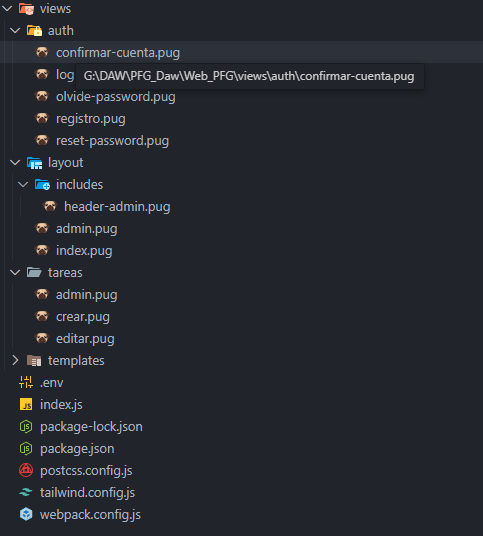 views
auth
confirmar-cuenta.pug
log
G:\DAW\PFG_Daw\Web_PFG\views\auth\confirmar-cuenta.pug
olvide-password.pug
registro.pug
reset-password.pug
layout
includes
header-admin.pug
admin.pug
index.pug
tareas
admin.pug
crear.pug
editar.pug
templates
.env
JS index.js
package-lock.json
package.json
postcss.config.js
tailwind.config.js
webpack.config.js